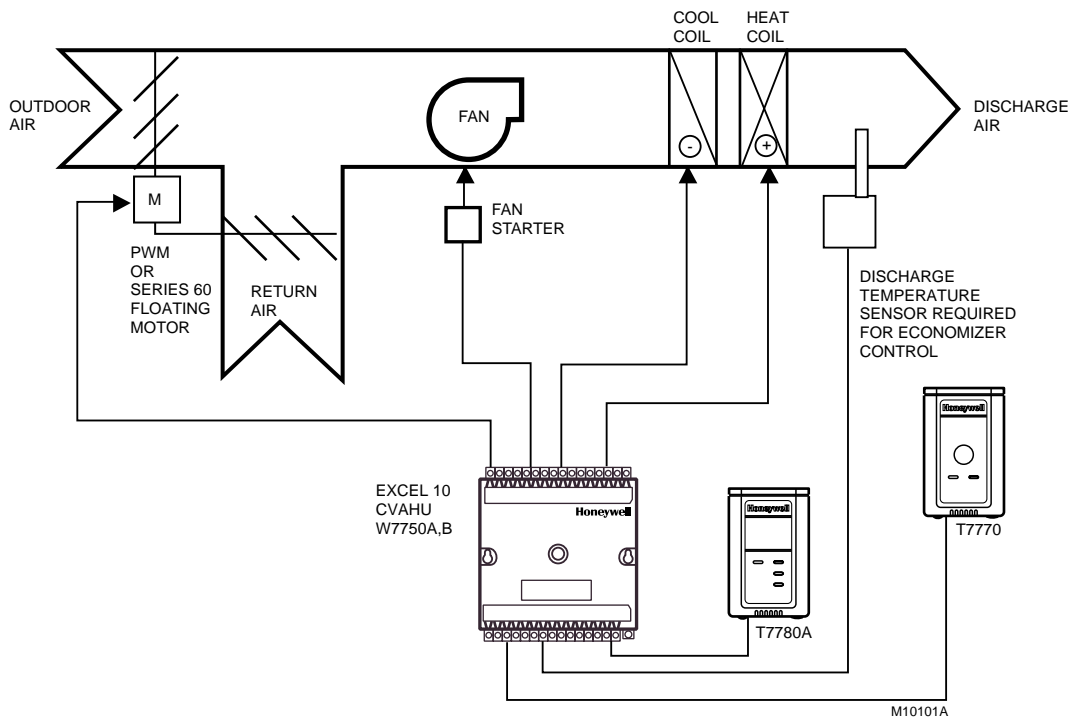 COOL
COIL
HEAT
COIL
OUTDOOR
AIR
FAN
DISCHARGE
AIR
-
+
M
FAN
STARTER
PWM
OR
SERIES 60
FLOATING
MOTOR
RETURN
AIR
DISCHARGE
TEMPERATURE
SENSOR REQUIRED
FOR ECONOMIZER
CONTROL
Honeywell
T7770
EXCEL 10
CVAHU
W7750A,B
Honeywell
Honeywell
T7780A
M10101A